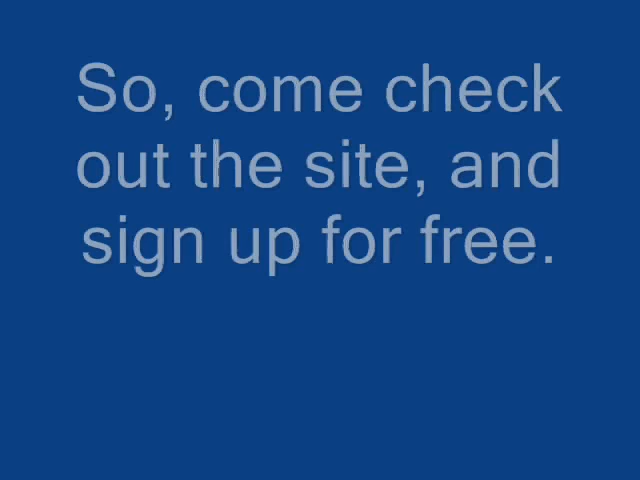 So, come check
out the site, and
sign up for free.